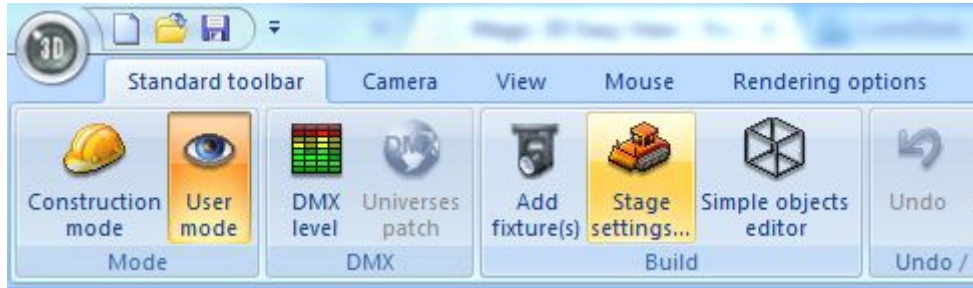 3D
Standard toolbar Camera View Mouse Rendering options
Construction mode User mode DMX level Universes patch Add fixture(s) Stage settings... Simple objects editor Undo
Mode DMX Build Undo /